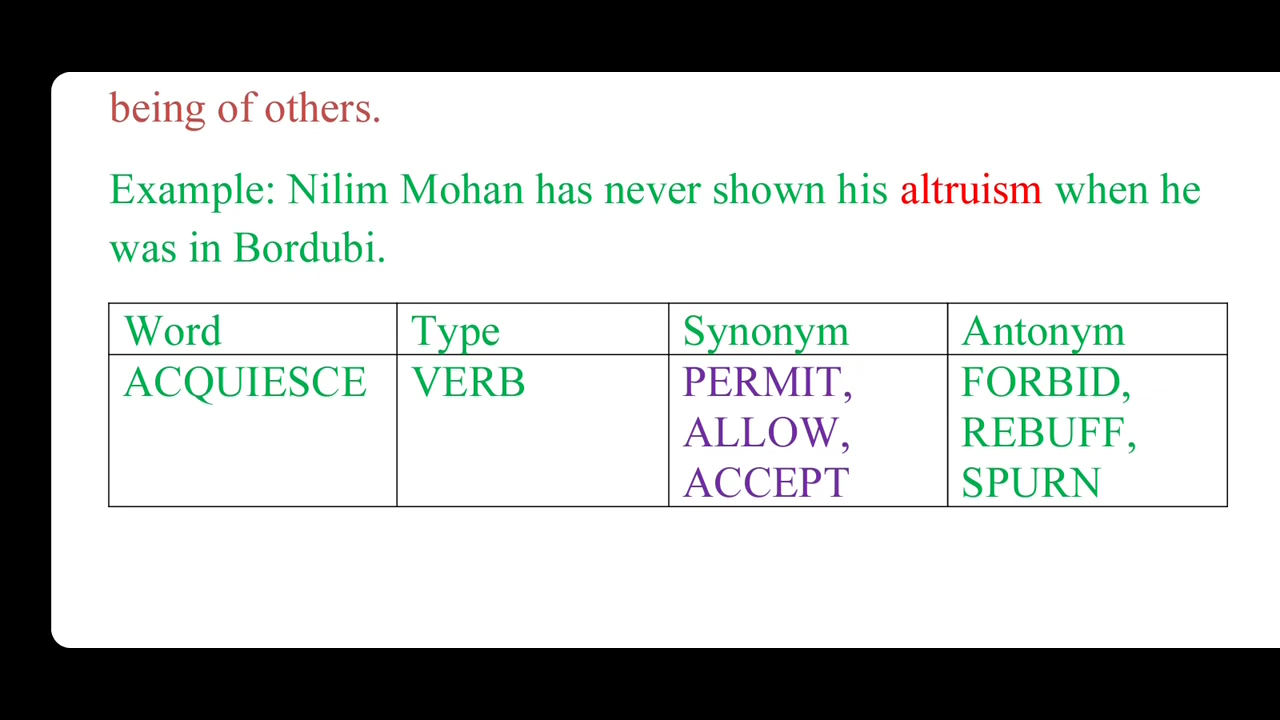 being of others.
Example: Nilim Mohan has never shown his altruism when he
was in Bordubi.
Word Type Synonym Antonym
ACQUIESCE VERB PERMIT, FORBID,
ALLOW, REBUFF,
ACCEPT SPURN